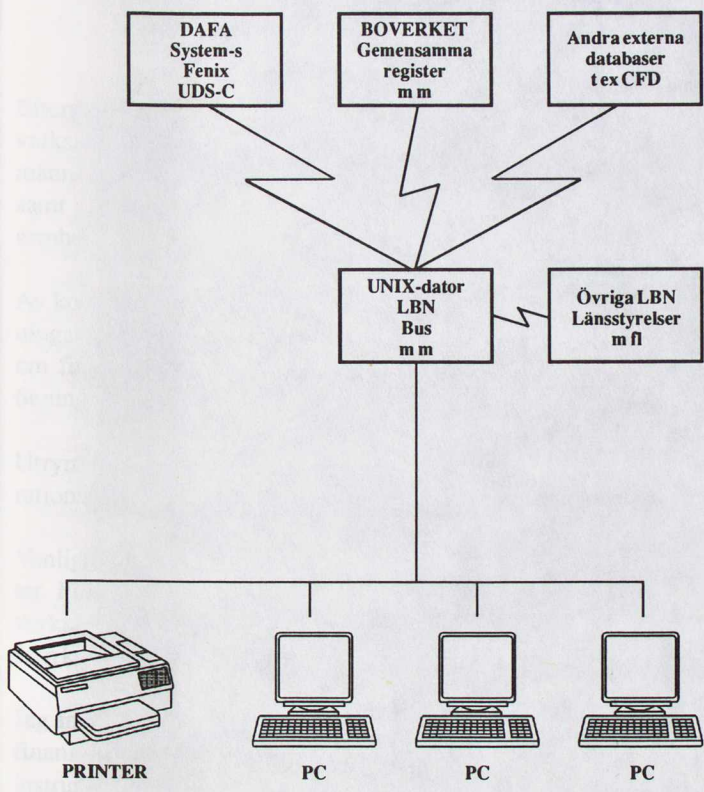 DAFA
System-s
Fenix
UDS-C
BOVERKET
Gemensamma
register
m m
Andra externa
databaser
t ex CFD
UNIX-dator
LBN
Bus
m m
Övriga LBN
Länsstyrelser
m fl
PRINTER
PC
PC
PC